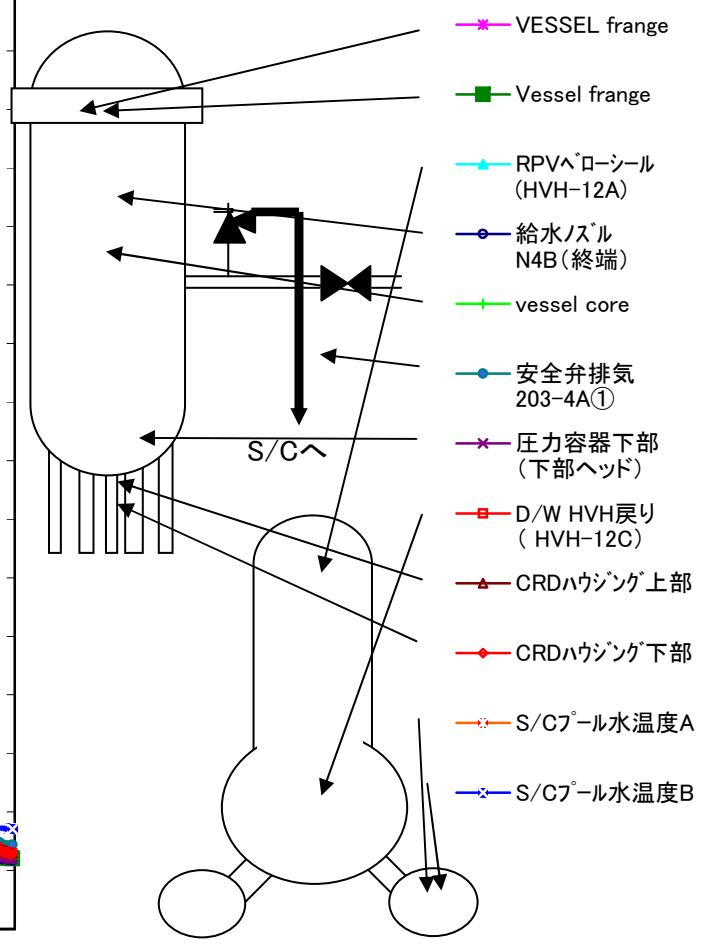 VESSEL frange
Vessel frange
RPVﾍﾞローシール
(HVH-12A)
給水ﾉｽﾞル
N4B(終端)
vessel core
安全弁排気
203-4A①
圧力容器下部
(下部ヘッド)
S/Cへ
D/W HVH戻り
( HVH-12C)
CRDﾊｳｼﾞﾝｸﾞ上部
CRDﾊｳｼﾞﾝｸﾞ下部
S/Cﾌﾟｰﾙ水温度A
S/Cﾌﾟｰﾙ水温度B